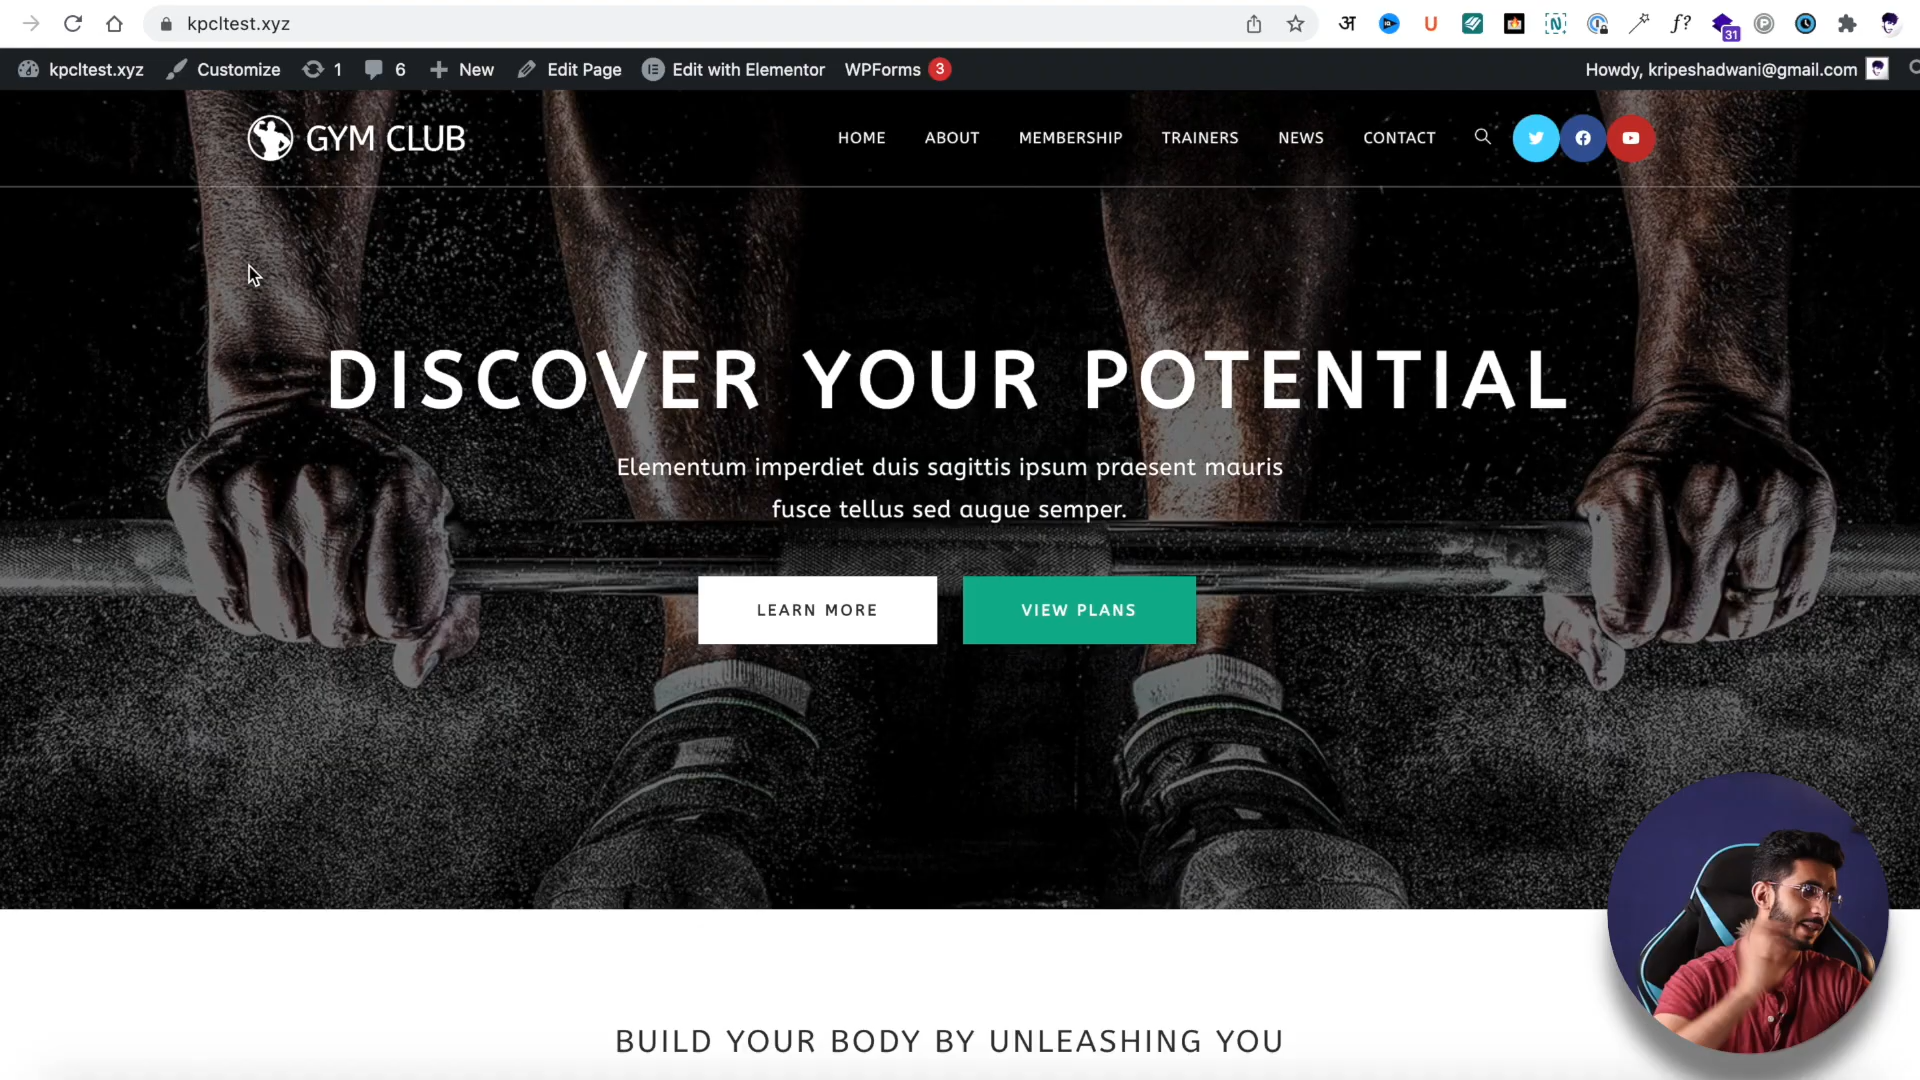 kpcltest.xyz
अ
U
N
f?
P
31
kpcltest.xyz Customize 1 6 New Edit Page Edit with Elementor WPForms 3
Howdy, kripeshadwani@gmail.com
GYM CLUB
HOME ABOUT MEMBERSHIP TRAINERS NEWS CONTACT
DISCOVER YOUR POTENTIAL
Elementum imperdiet duis sagittis ipsum praesent mauris
fusce tellus sed augue semper.
LEARN MORE
VIEW PLANS
BUILD YOUR BODY BY UNLEASHING YOU